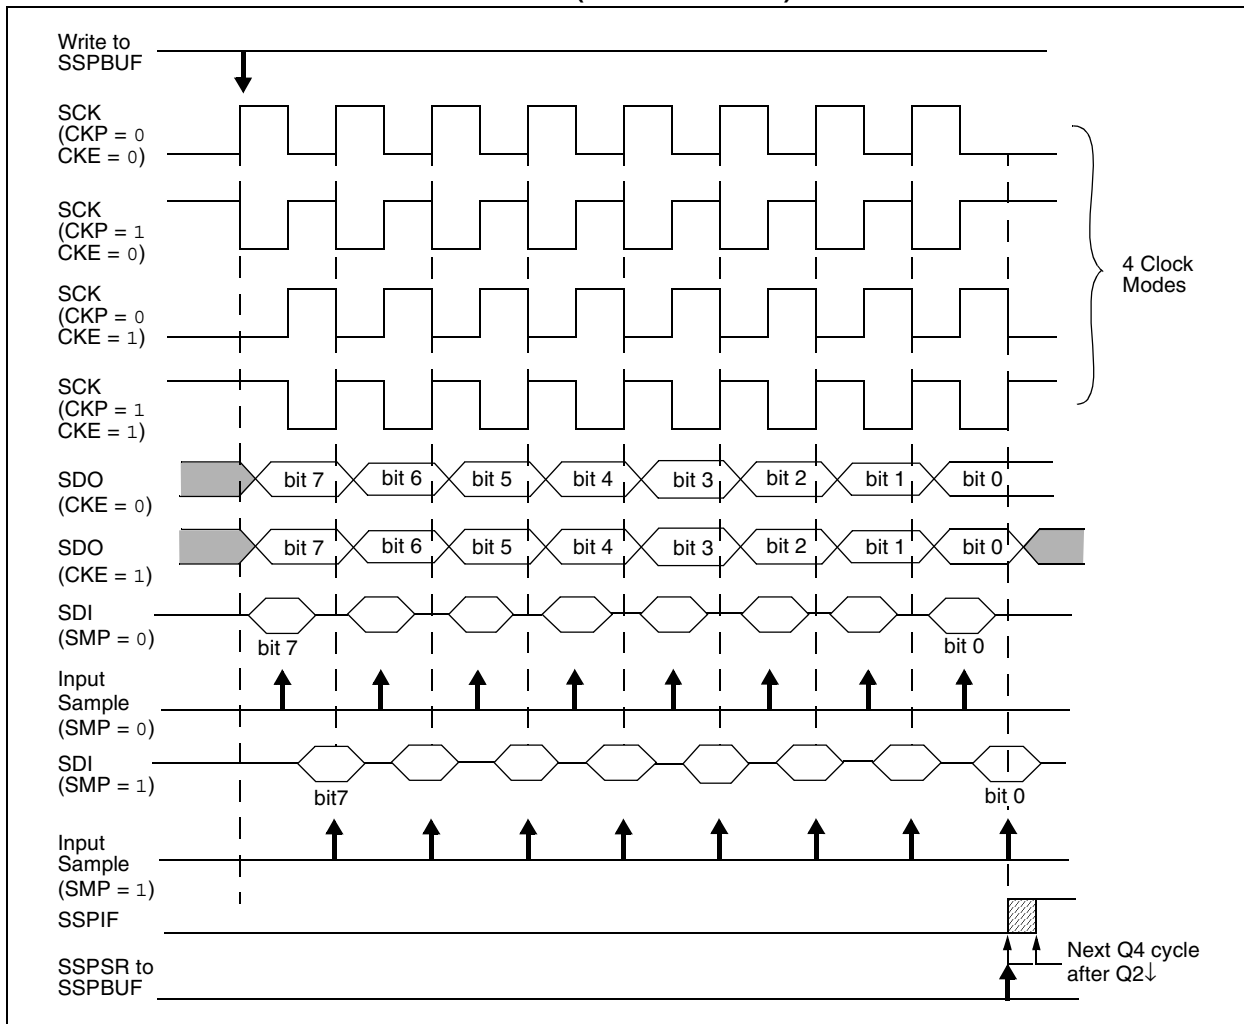 Write to
SSPBUF
SCK
(CKP = 0
CKE = 0)
SCK
(CKP = 1
CKE = 0)
4 Clock
Modes
SCK
(CKP = 0
CKE = 1)
SCK
(CKP = 1
CKE = 1)
SDO
(CKE = 0)
bit 7 bit 6 bit 5 bit 4 bit 3 bit 2 bit 1 bit 0
SDO
(CKE = 1)
bit 7 bit 6 bit 5 bit 4 bit 3 bit 2 bit 1 bit 0
SDI
(SMP = 0)
bit 7 bit 0
Input
Sample
(SMP = 0)
SDI
(SMP = 1)
bit7 bit 0
Input
Sample
(SMP = 1)
SSPIF
SSPSR to
SSPBUF
Next Q4 cycle
after Q2↓